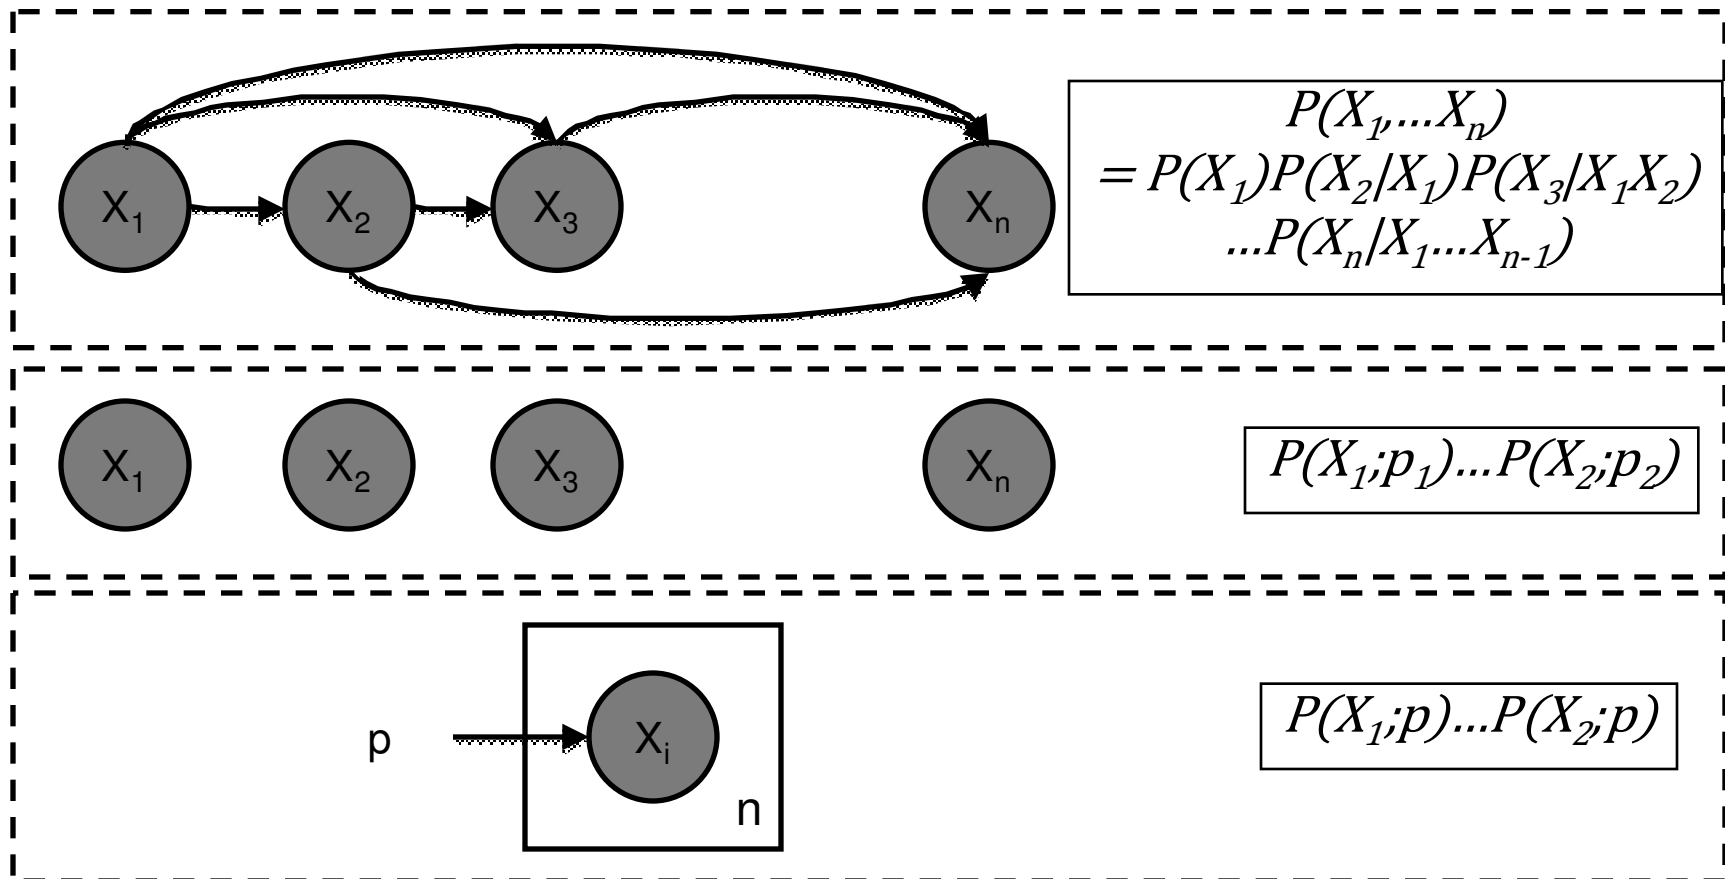 X₁ X₂ X₃ Xₙ
P(X₁,...Xₙ)
= P(X₁)P(X₂|X₁)P(X₃|X₁X₂)
...P(Xₙ|X₁...Xₙ₋₁)
X₁ X₂ X₃ Xₙ
P(X₁;p₁)...P(X₂;p₂)
p Xᵢ
n
P(X₁;p)...P(X₂;p)